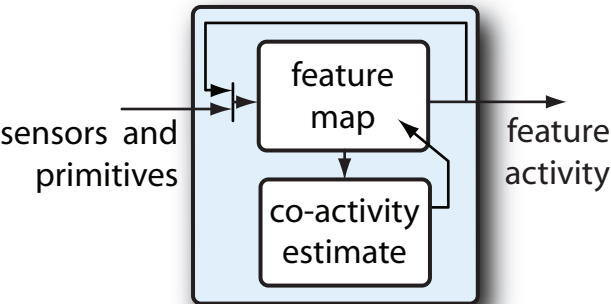 feature
map
sensors and
primitives
feature
activity
co-activity
estimate